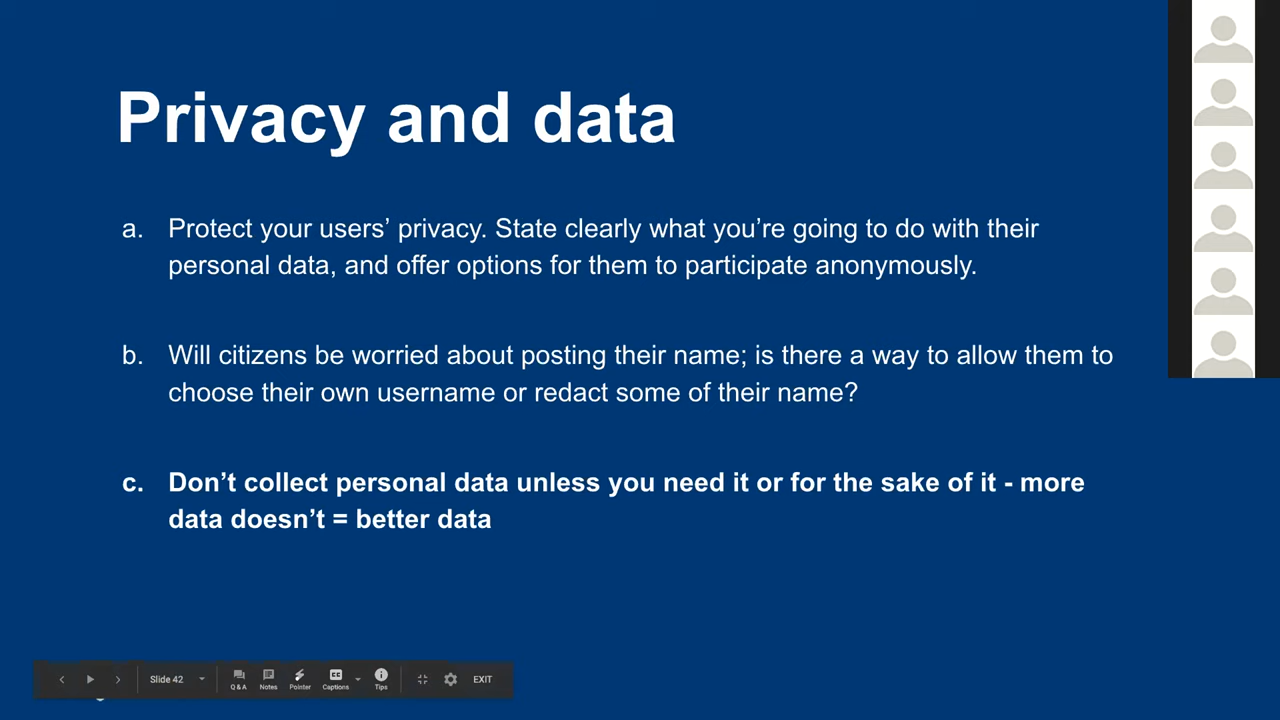 Privacy and data
a. Protect your users’ privacy. State clearly what you’re going to do with their
personal data, and offer options for them to participate anonymously.
b. Will citizens be worried about posting their name; is there a way to allow them to
choose their own username or redact some of their name?
c. Don’t collect personal data unless you need it or for the sake of it - more
data doesn’t = better data
Slide 42 Q & A Notes Pointer CC Captions Tips EXIT